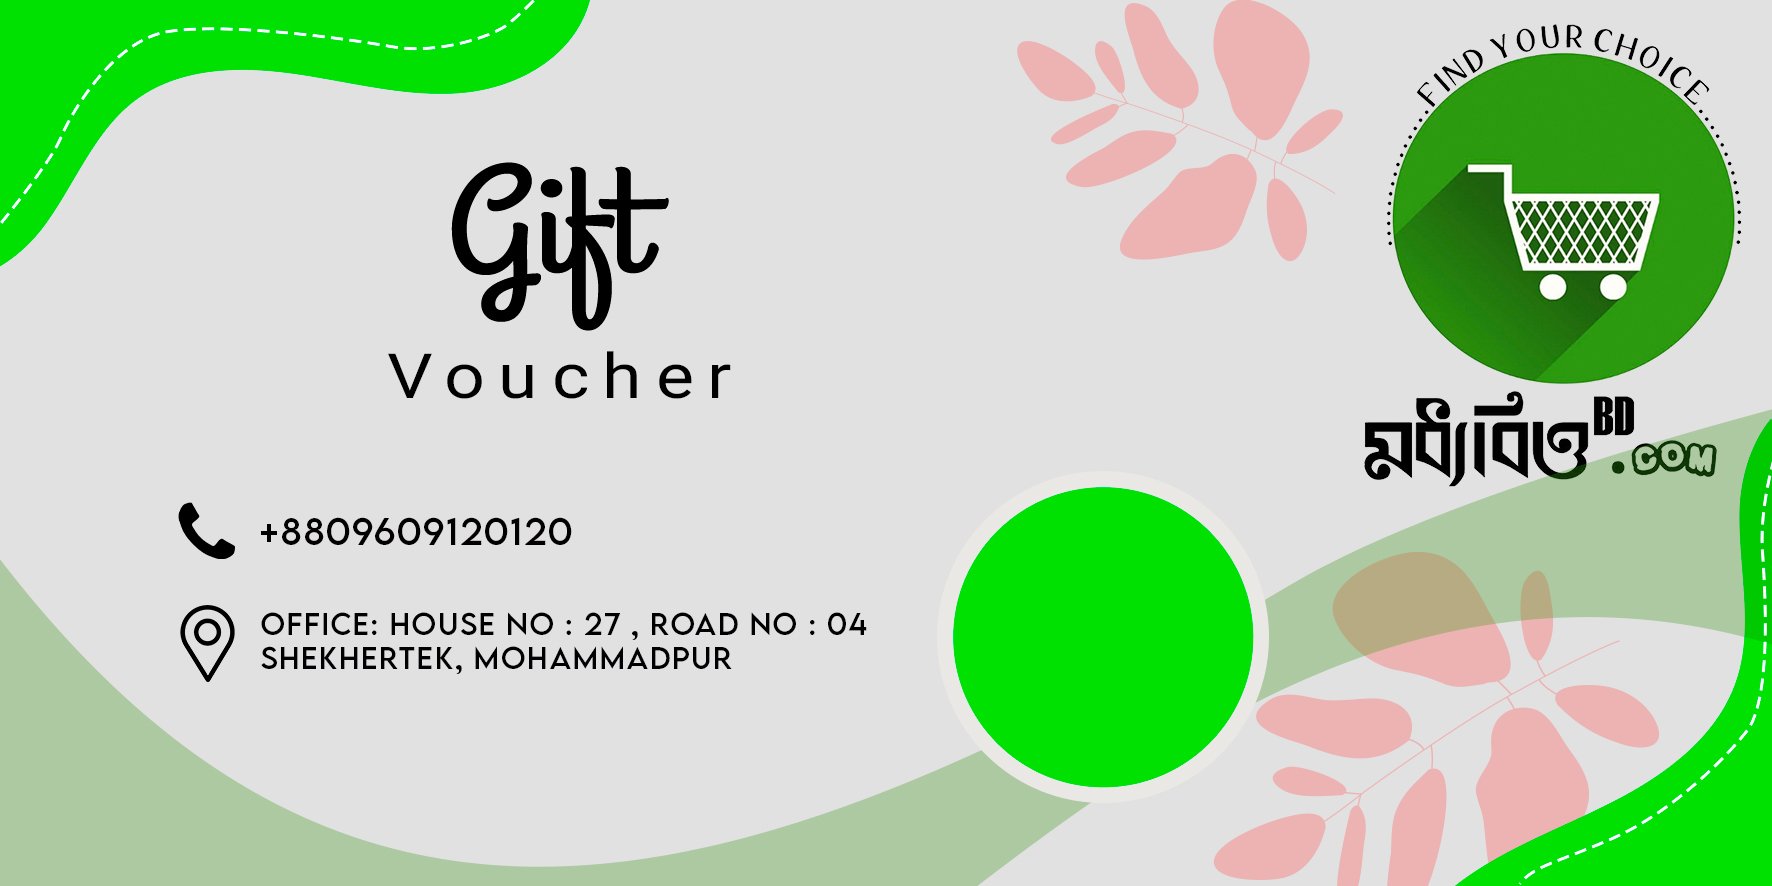 Gift
Voucher
+8809609120120
OFFICE: HOUSE NO : 27 , ROAD NO : 04
SHEKHERTEK, MOHAMMADPUR
FIND YOUR CHOICE
মধ্যবিত্ত BD
.COM